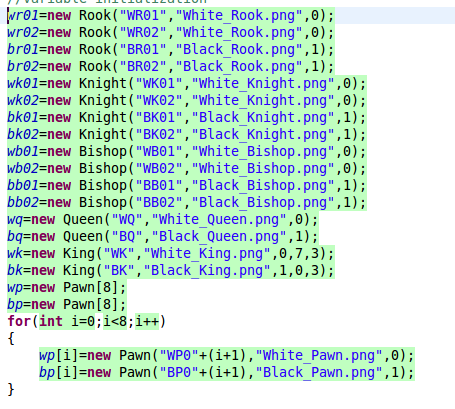 //variable initialization
wr01=new Rook("WR01","White_Rook.png",0);
wr02=new Rook("WR02","White_Rook.png",0);
br01=new Rook("BR01","Black_Rook.png",1);
br02=new Rook("BR02","Black_Rook.png",1);
wk01=new Knight("WK01","White_Knight.png",0);
wk02=new Knight("WK02","White_Knight.png",0);
bk01=new Knight("BK01","Black_Knight.png",1);
bk02=new Knight("BK02","Black_Knight.png",1);
wb01=new Bishop("WB01","White_Bishop.png",0);
wb02=new Bishop("WB02","White_Bishop.png",0);
bb01=new Bishop("BB01","Black_Bishop.png",1);
bb02=new Bishop("BB02","Black_Bishop.png",1);
wq=new Queen("WQ","White_Queen.png",0);
bq=new Queen("BQ","Black_Queen.png",1);
wk=new King("WK","White_King.png",0,7,3);
bk=new King("BK","Black_King.png",1,0,3);
wp=new Pawn[8];
bp=new Pawn[8];
for(int i=0;i<8;i++)
{
wp[i]=new Pawn("WP0"+(i+1),"White_Pawn.png",0);
bp[i]=new Pawn("BP0"+(i+1),"Black_Pawn.png",1);
}